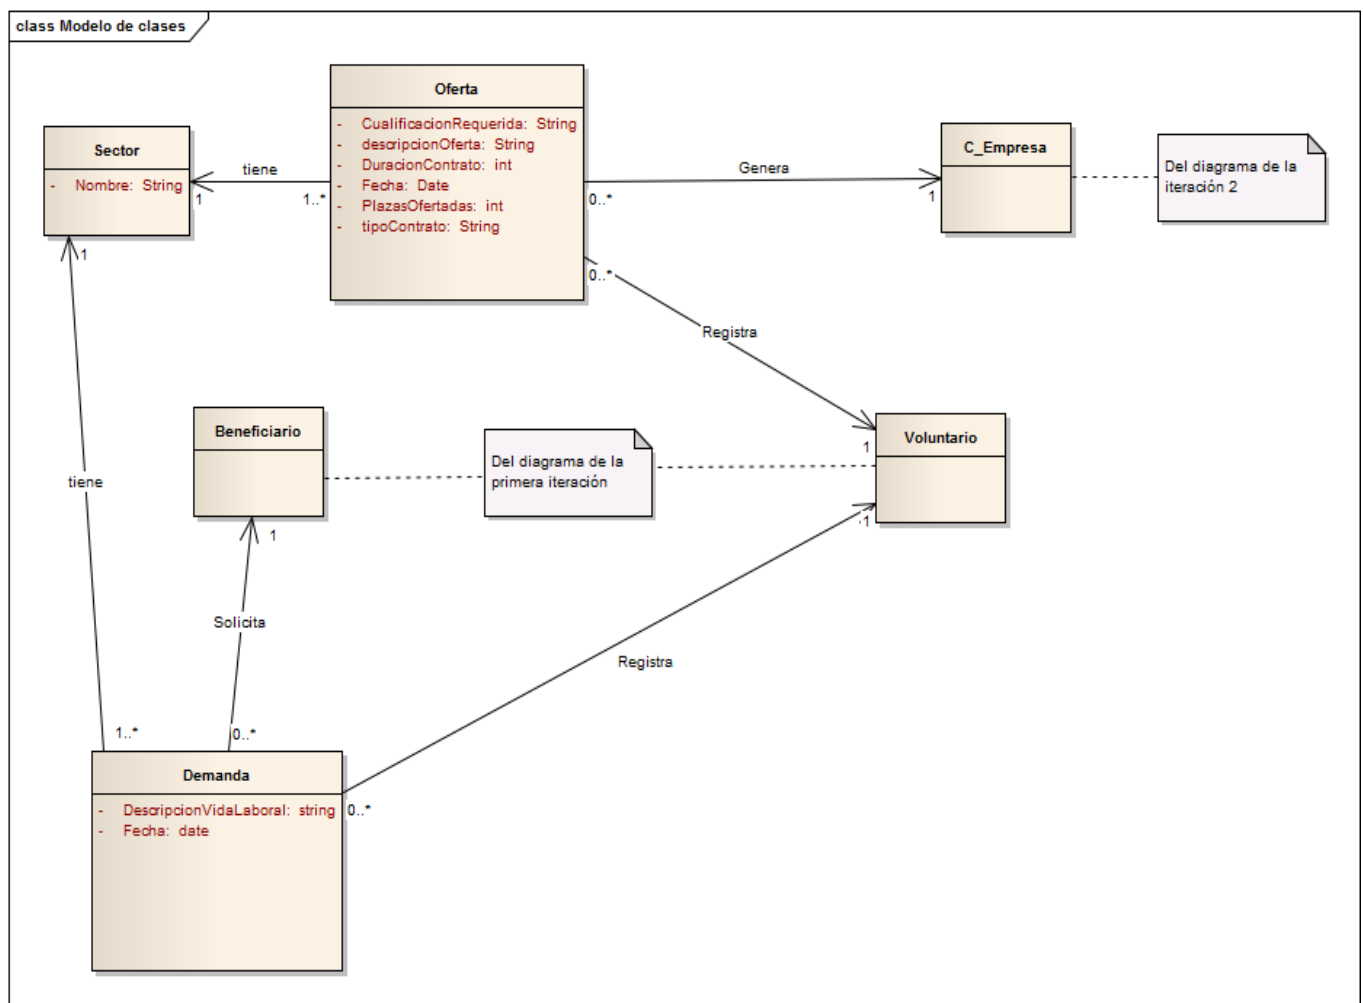 class Modelo de clases
Oferta
- CualificacionRequerida: String
- descripcionOferta: String
- DuracionContrato: int
- Fecha: Date
- PlazasOfertadas: int
- tipoContrato: String
Sector
- Nombre: String
C_Empresa
Del diagrama de la
iteración 2
tiene
1
1..*
Genera
0..*
1
1
0..*
Registra
1
Beneficiario
Del diagrama de la
primera iteración
Voluntario
tiene
1
1
Solicita
Registra
1..*
0..*
0..*
Demanda
- DescripcionVidaLaboral: string
- Fecha: date